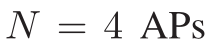 N = 4 APs